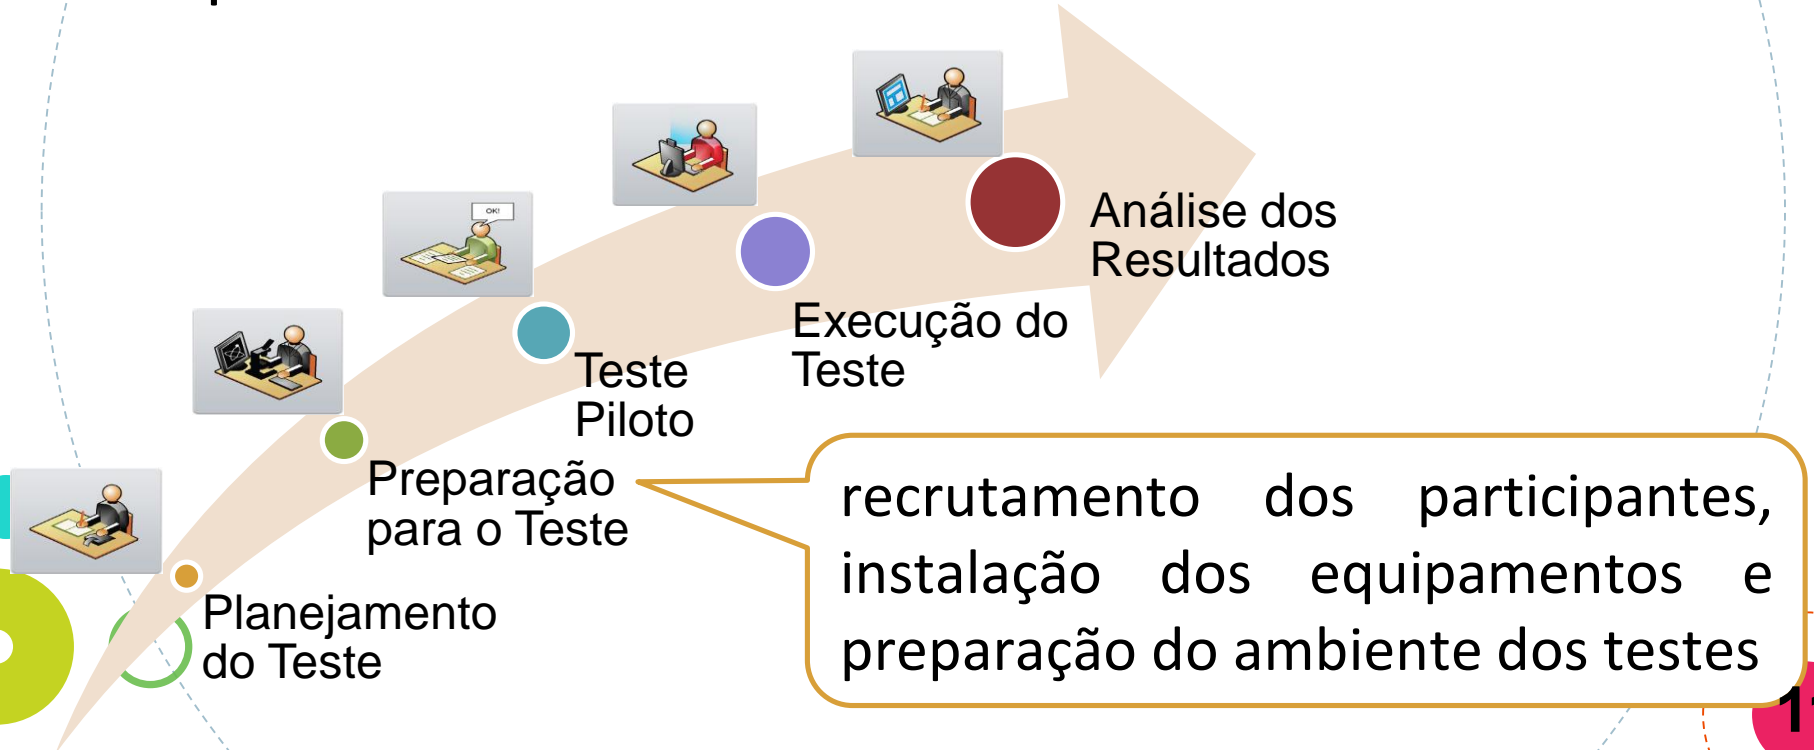 OK!
Análise dos
Resultados
Execução do
Teste
Teste
Piloto
Preparação
para o Teste
Planejamento
do Teste
recrutamento dos participantes,
instalação dos equipamentos e
preparação do ambiente dos testes